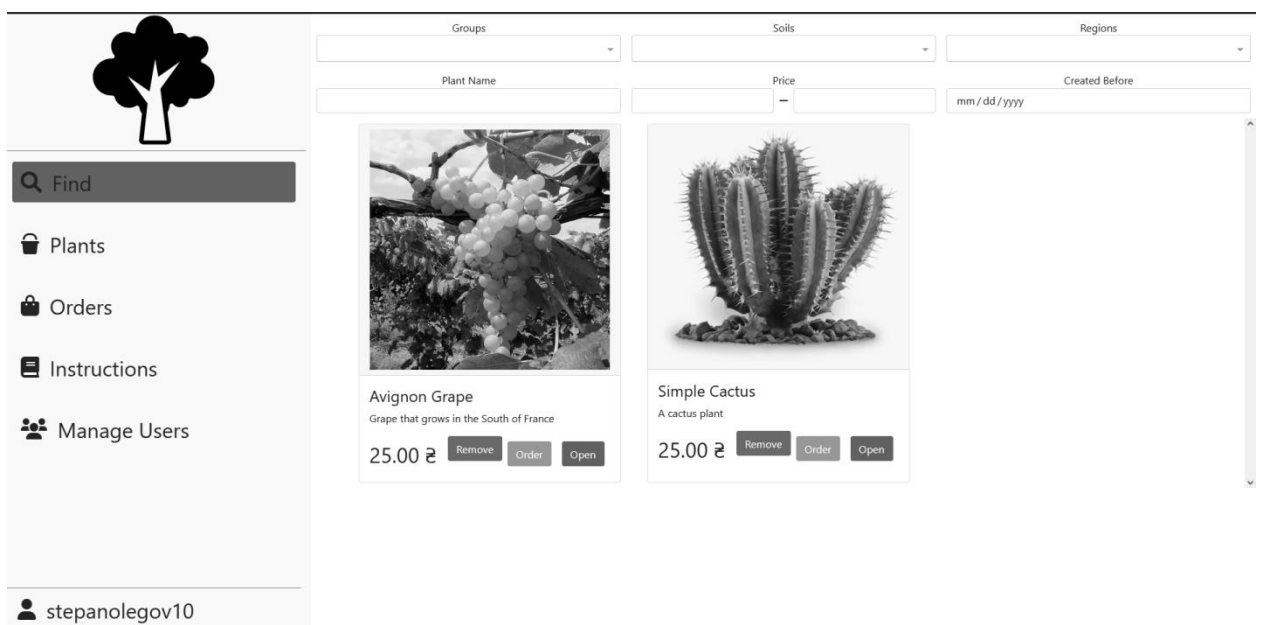 Groups
Soils
Regions
Plant Name
Price
–
Created Before
mm / dd / yyyy
Find
Plants
Orders
Instructions
Manage Users
stepanolegov10
Avignon Grape
Grape that grows in the South of France
25.00 ₴
Remove
Order
Open
Simple Cactus
A cactus plant
25.00 ₴
Remove
Order
Open